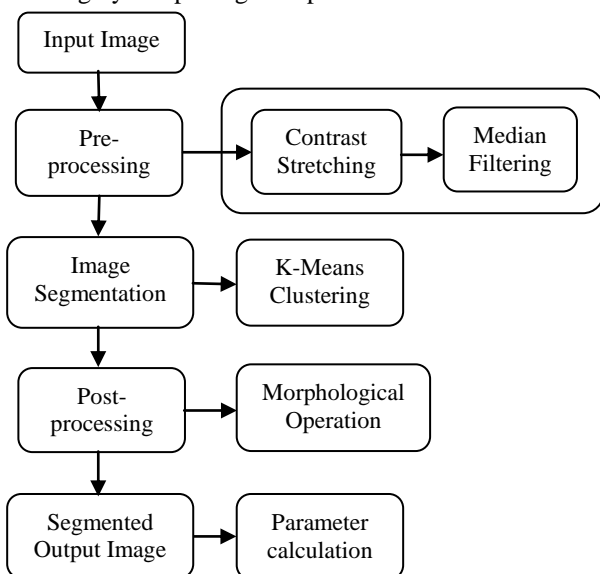 Input Image
Pre-
processing
Contrast
Stretching
Median
Filtering
Image
Segmentation
K-Means
Clustering
Post-
processing
Morphological
Operation
Segmented
Output Image
Parameter
calculation